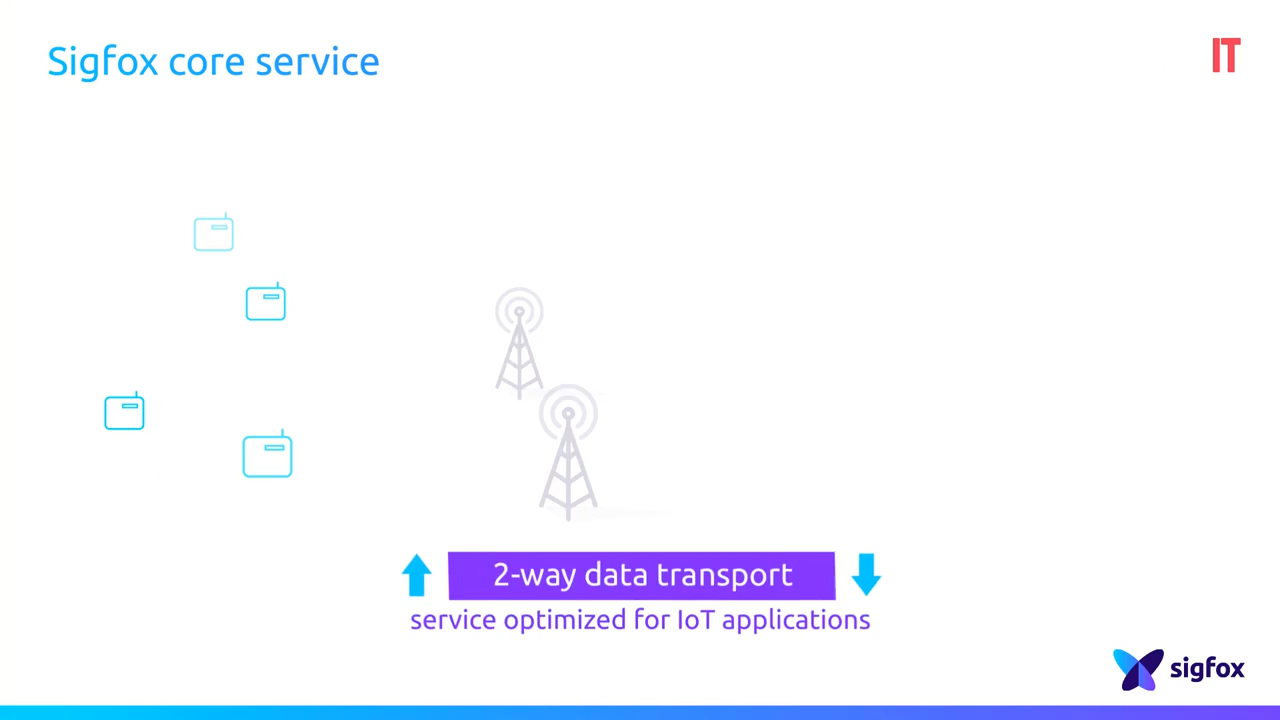 Sigfox core service
IT
2-way data transport
service optimized for IoT applications
sigfox